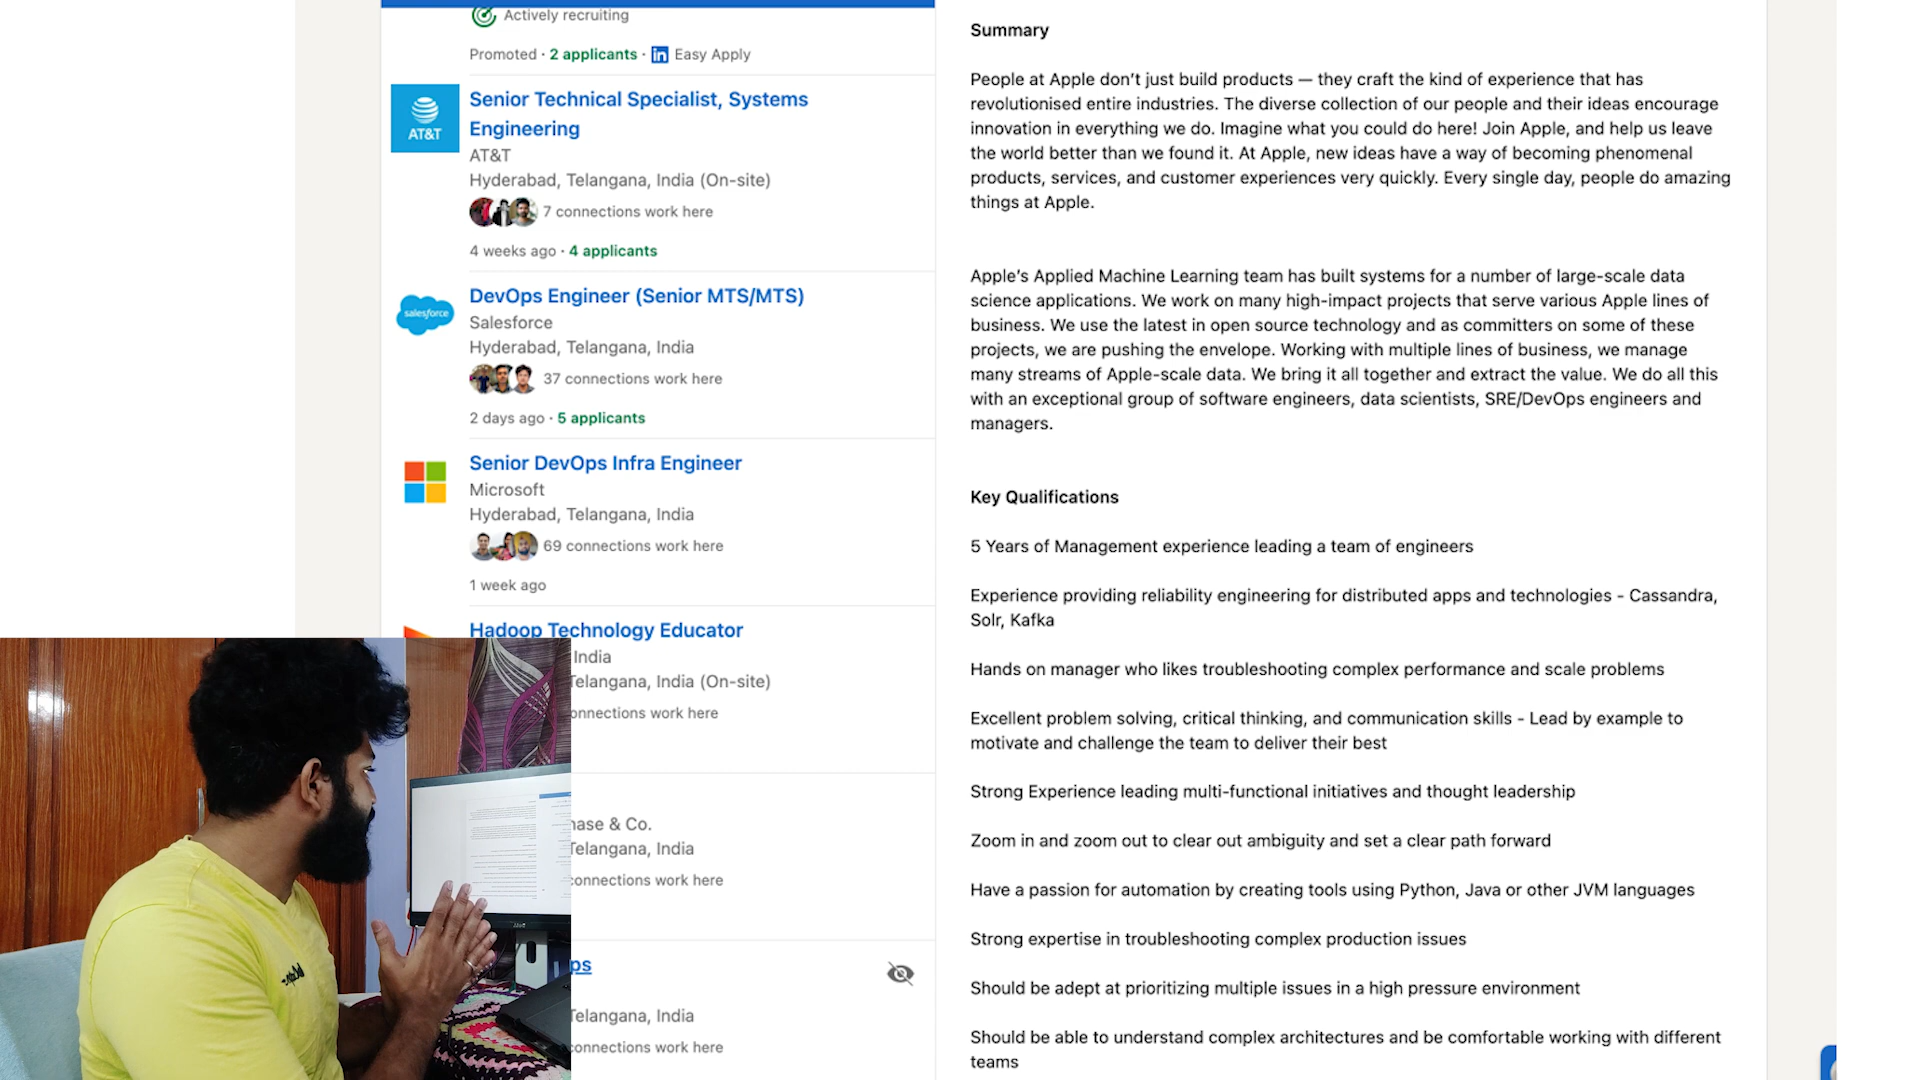 Actively recruiting
Promoted · 2 applicants · in Easy Apply
AT&T
Senior Technical Specialist, Systems
Engineering
AT&T
Hyderabad, Telangana, India (On-site)
7 connections work here
4 weeks ago · 4 applicants
salesforce
DevOps Engineer (Senior MTS/MTS)
Salesforce
Hyderabad, Telangana, India
37 connections work here
2 days ago · 5 applicants
Senior DevOps Infra Engineer
Microsoft
Hyderabad, Telangana, India
69 connections work here
1 week ago
Hadoop Technology Educator
India
Telangana, India (On-site)
connections work here
& Co.
Telangana, India
connections work here
ps
Telangana, India
connections work here
Summary
People at Apple don’t just build products — they craft the kind of experience that has
revolutionised entire industries. The diverse collection of our people and their ideas encourage
innovation in everything we do. Imagine what you could do here! Join Apple, and help us leave
the world better than we found it. At Apple, new ideas have a way of becoming phenomenal
products, services, and customer experiences very quickly. Every single day, people do amazing
things at Apple.
Apple’s Applied Machine Learning team has built systems for a number of large-scale data
science applications. We work on many high-impact projects that serve various Apple lines of
business. We use the latest in open source technology and as committers on some of these
projects, we are pushing the envelope. Working with multiple lines of business, we manage
many streams of Apple-scale data. We bring it all together and extract the value. We do all this
with an exceptional group of software engineers, data scientists, SRE/DevOps engineers and
managers.
Key Qualifications
5 Years of Management experience leading a team of engineers
Experience providing reliability engineering for distributed apps and technologies - Cassandra,
Solr, Kafka
Hands on manager who likes troubleshooting complex performance and scale problems
Excellent problem solving, critical thinking, and communication skills - Lead by example to
motivate and challenge the team to deliver their best
Strong Experience leading multi-functional initiatives and thought leadership
Zoom in and zoom out to clear out ambiguity and set a clear path forward
Have a passion for automation by creating tools using Python, Java or other JVM languages
Strong expertise in troubleshooting complex production issues
Should be adept at prioritizing multiple issues in a high pressure environment
Should be able to understand complex architectures and be comfortable working with different
teams